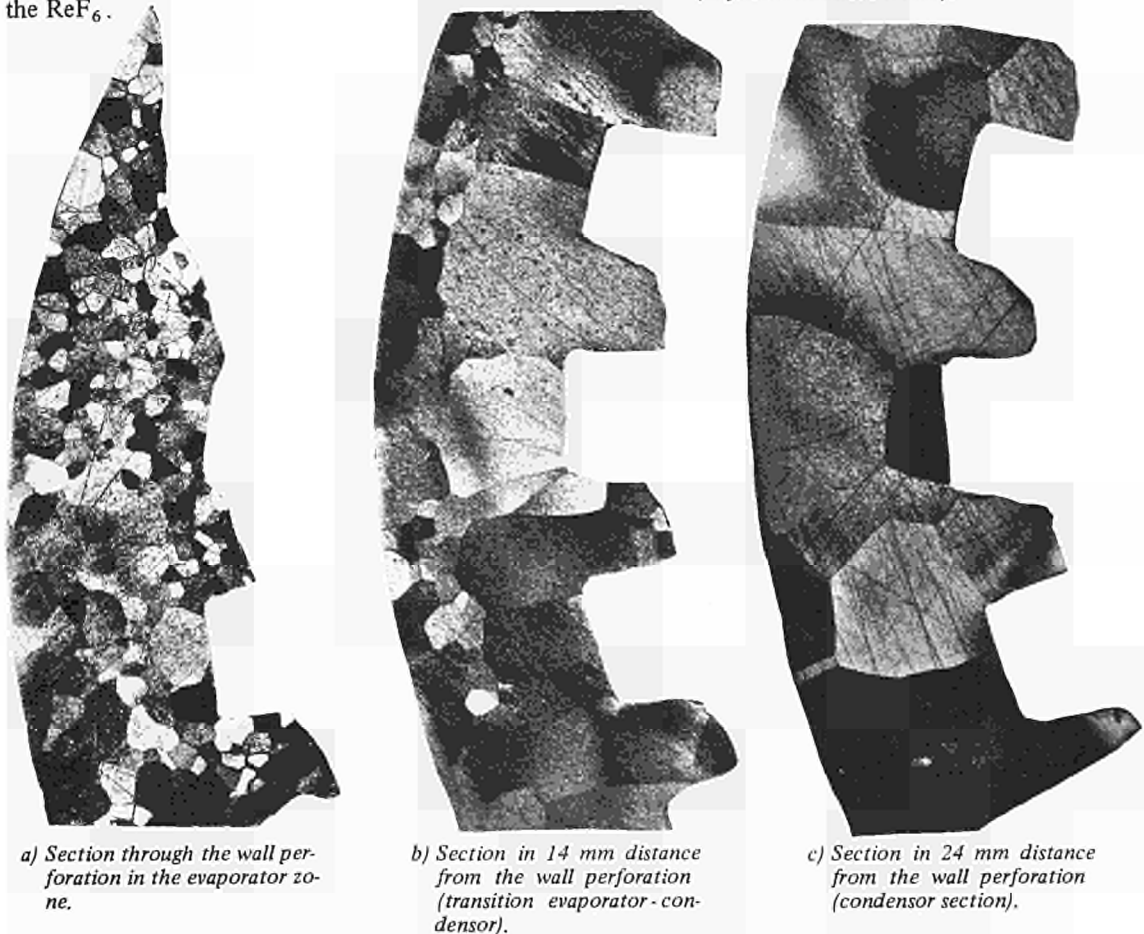 the ReF₆.
a) Section through the wall per-
foration in the evaporator zo-
ne.
b) Section in 14 mm distance
from the wall perforation
(transition evaporator - con-
densor).
c) Section in 24 mm distance
from the wall perforation
(condensor section).